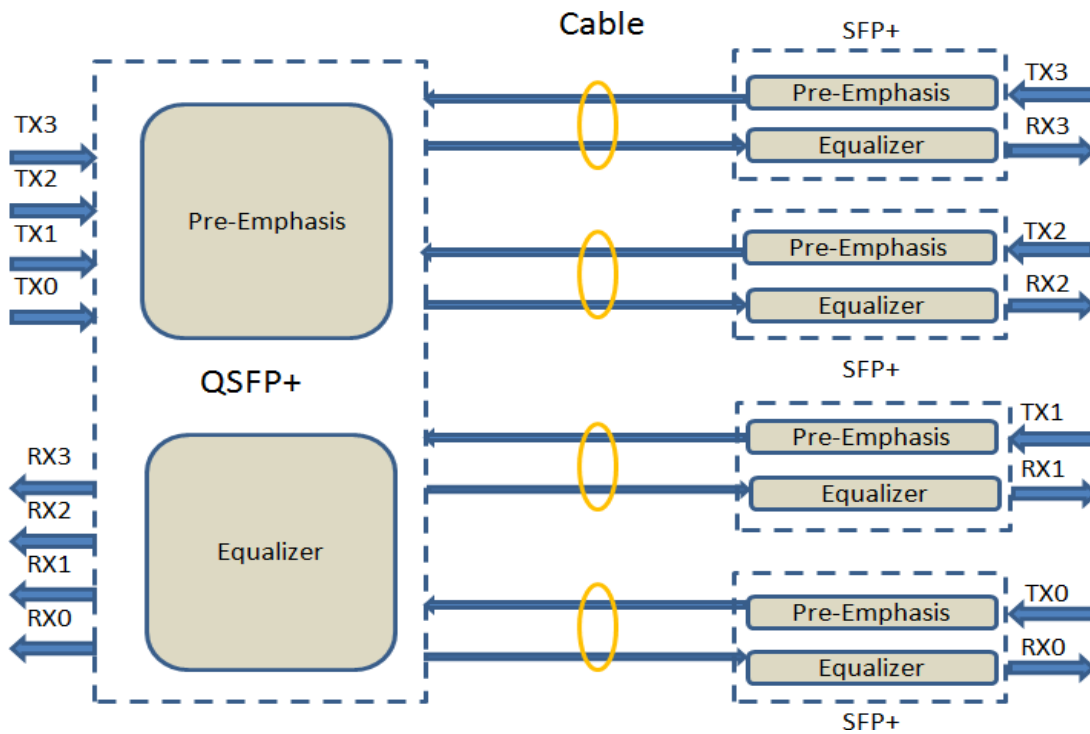 Cable
SFP+
TX3
TX2
TX1
TX0
Pre-Emphasis
QSFP+
RX3
RX2
RX1
RX0
Equalizer
Pre-Emphasis
TX3
Equalizer
RX3
Pre-Emphasis
TX2
Equalizer
RX2
SFP+
Pre-Emphasis
TX1
Equalizer
RX1
Pre-Emphasis
TX0
Equalizer
RX0
SFP+